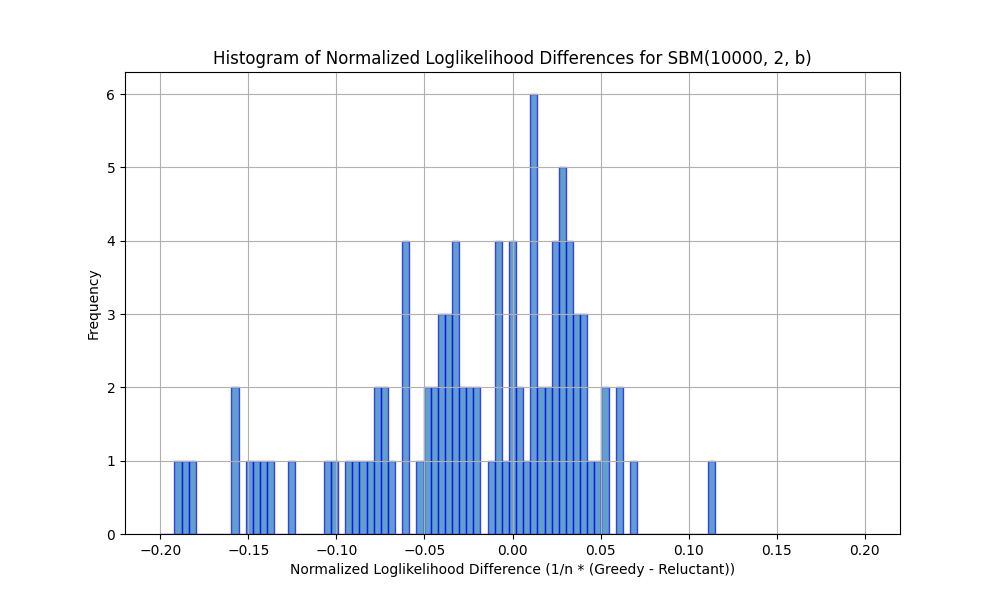 Histogram of Normalized Loglikelihood Differences for SBM(10000, 2, b)
Frequency
6
5
4
3
2
1
0
−0.20 −0.15 −0.10 −0.05 0.00 0.05 0.10 0.15 0.20
Normalized Loglikelihood Difference (1/n * (Greedy - Reluctant))